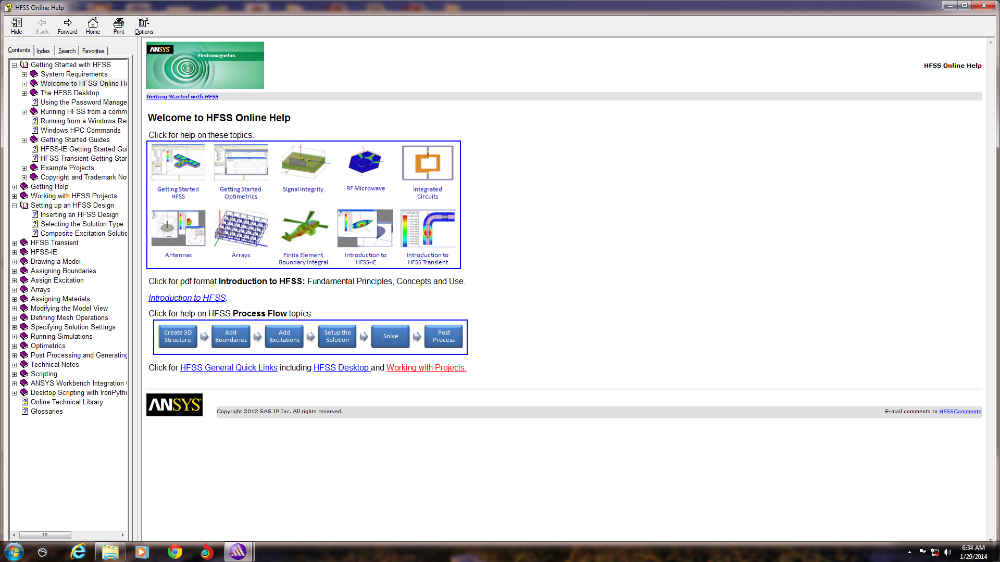 HFSS Online Help
Hide
Back
Forward
Home
Print
Options
Contents
Index
Search
Favorites
Getting Started with HFSS
System Requirements
Welcome to HFSS Online He
The HFSS Desktop
Using the Password Manage
Running HFSS from a comm
Running from a Windows Re
Windows HPC Commands
Getting Started Guides
HFSS-IE Getting Started Gui
HFSS Transient Getting Star
Example Projects
Copyright and Trademark No
Getting Help
Working with HFSS Projects
Setting up an HFSS Design
Inserting an HFSS Design
Selecting the Solution Type
Composite Excitation Solutio
HFSS Transient
HFSS-IE
Drawing a Model
Assigning Boundaries
Assign Excitation
Arrays
Assigning Materials
Modifying the Model View
Defining Mesh Operations
Specifying Solution Settings
Running Simulations
Optimetrics
Post Processing and Generating
Technical Notes
Scripting
ANSYS Workbench Integration
Desktop Scripting with IronPytho
Online Technical Library
Glossaries
ANSYS
Electromagnetics
HFSS Online Help
Getting Started with HFSS
Welcome to HFSS Online Help
Click for help on these topics.
Getting Started
HFSS
Getting Started
Optimetrics
Signal Integrity
RF Microwave
Integrated
Circuits
Antennas
Arrays
Finite Element
Boundary Integral
Introduction to
HFSS-IE
Introduction to
HFSS Transient
Click for pdf format Introduction to HFSS: Fundamental Principles, Concepts and Use.
Introduction to HFSS.
Click for help on HFSS Process Flow topics:
Create 3D
Structure
Add
Boundaries
Add
Excitations
Setup the
Solution
Solve
Post
Process
Click for HFSS General Quick Links including HFSS Desktop and Working with Projects.
ANSYS
Copyright 2012 SAS IP Inc. All rights reserved.
E-mail comments to HFSSComments
6:34 AM
1/29/2014